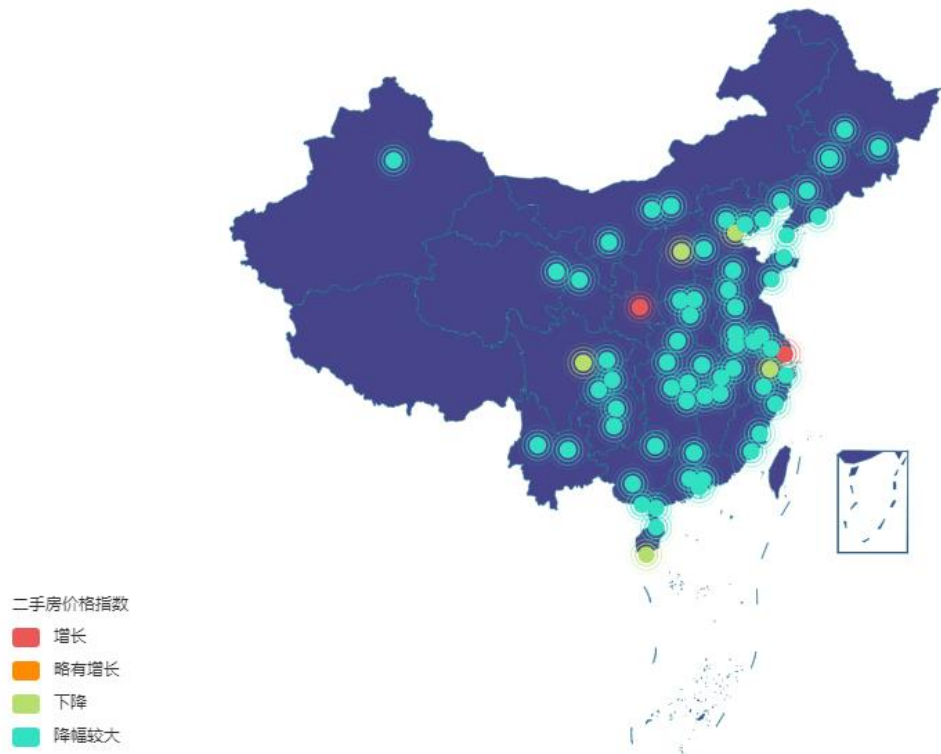 二手房价格指数
增长
略有增长
下降
降幅较大